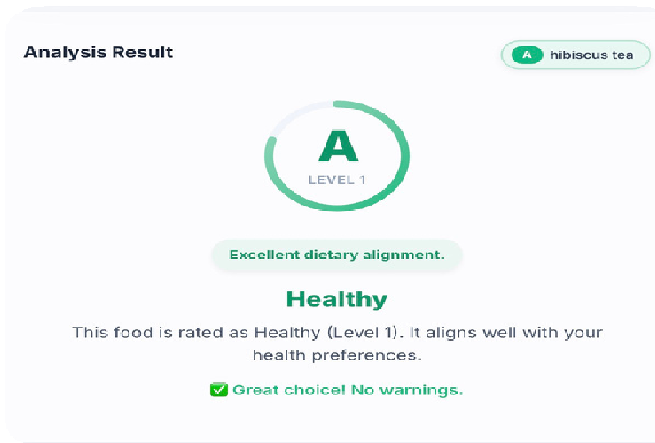 Analysis Result
A hibiscus tea
A
LEVEL 1
Excellent dietary alignment.
Healthy
This food is rated as Healthy (Level 1). It aligns well with your
health preferences.
✅ Great choice! No warnings.